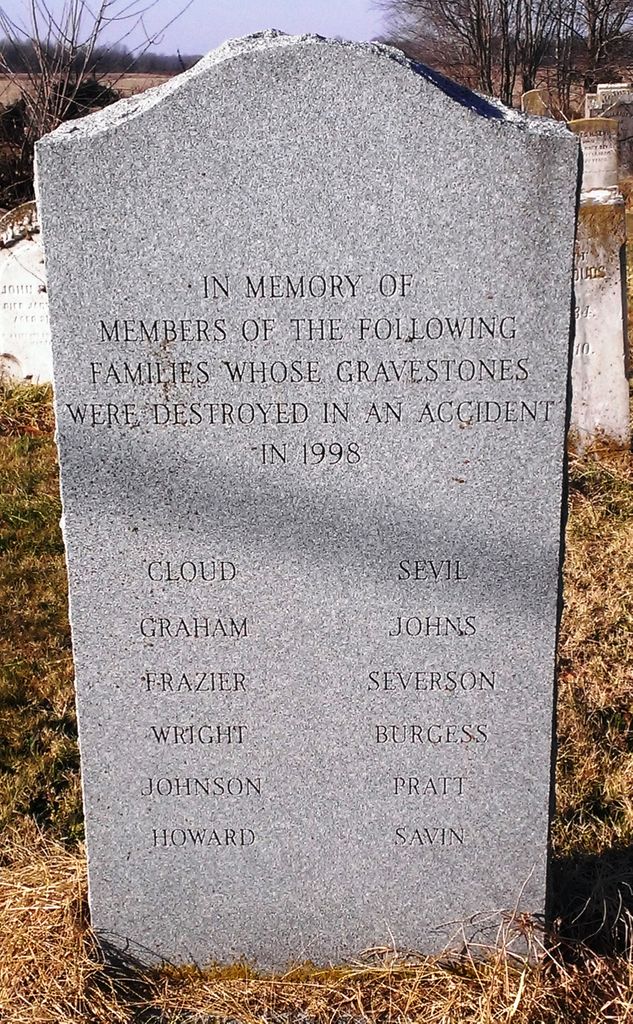 IN MEMORY OF
MEMBERS OF THE FOLLOWING
FAMILIES WHOSE GRAVESTONES
WERE DESTROYED IN AN ACCIDENT
IN 1998
CLOUD SEVIL
GRAHAM JOHNS
FRAZIER SEVERSON
WRIGHT BURGESS
JOHNSON PRATT
HOWARD SAVIN
JOHN